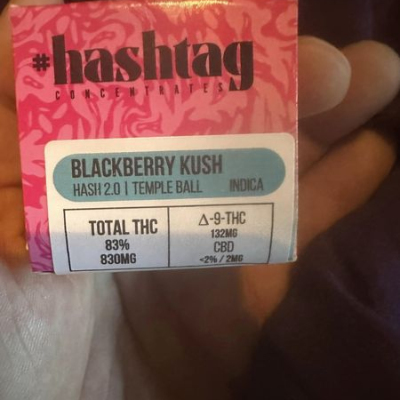 #hashtag
CONCENTRATES
BLACKBERRY KUSH
HASH 2.0 | TEMPLE BALL INDICA
TOTAL THC
83%
830MG
Δ-9-THC
132MG
CBD
<2% / 2MG